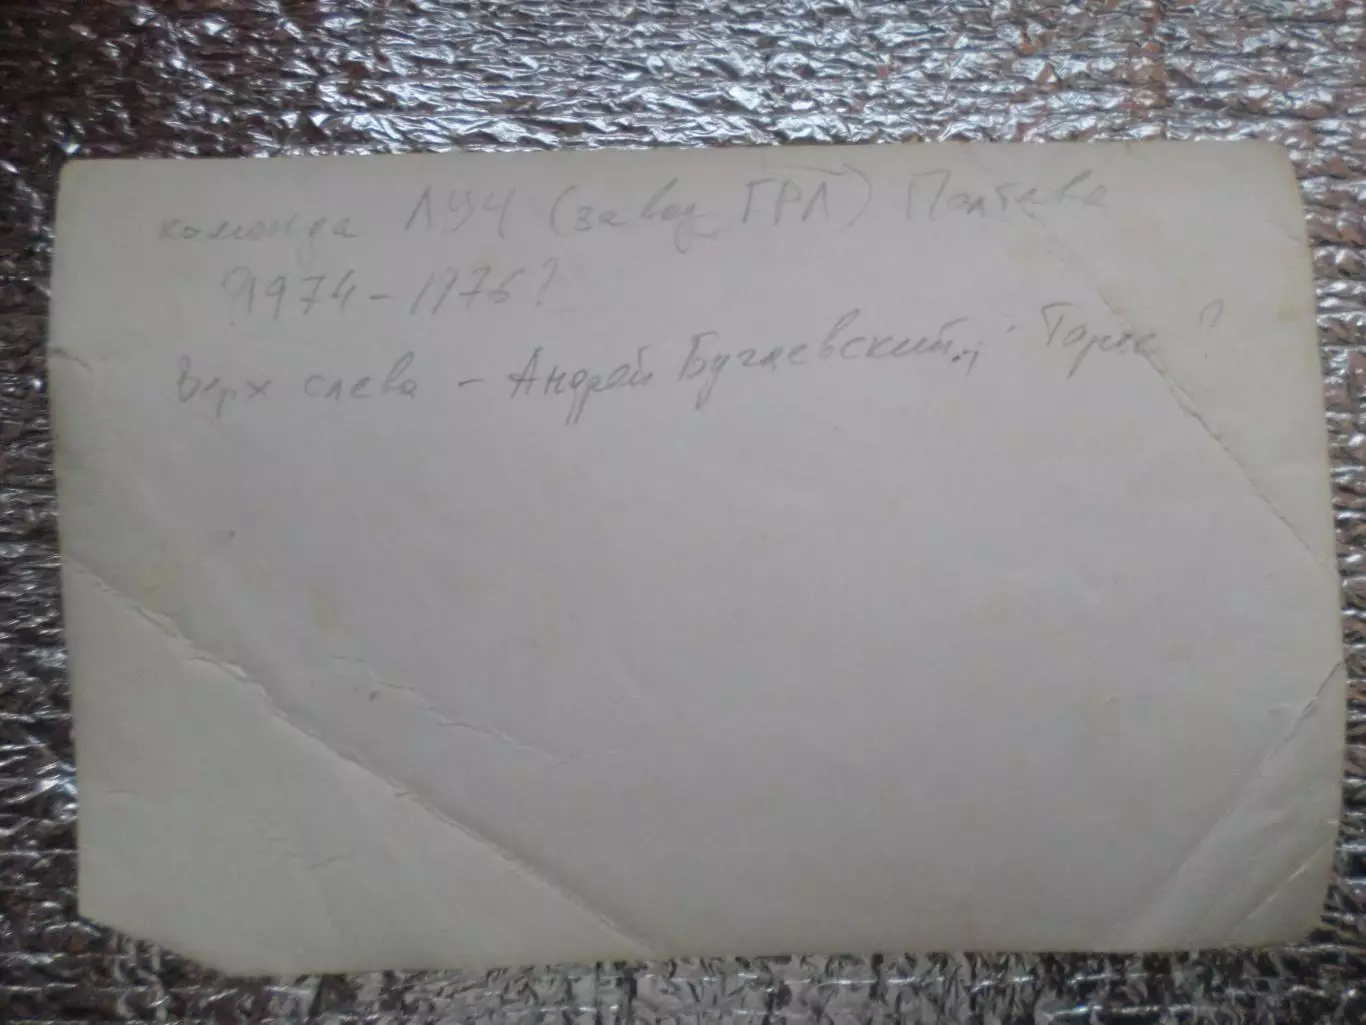 команда ЛУЧ (завод ГРЛ) Полтава
?1974-1976?
Верх слева - Андрей Бугаевский.,; ?